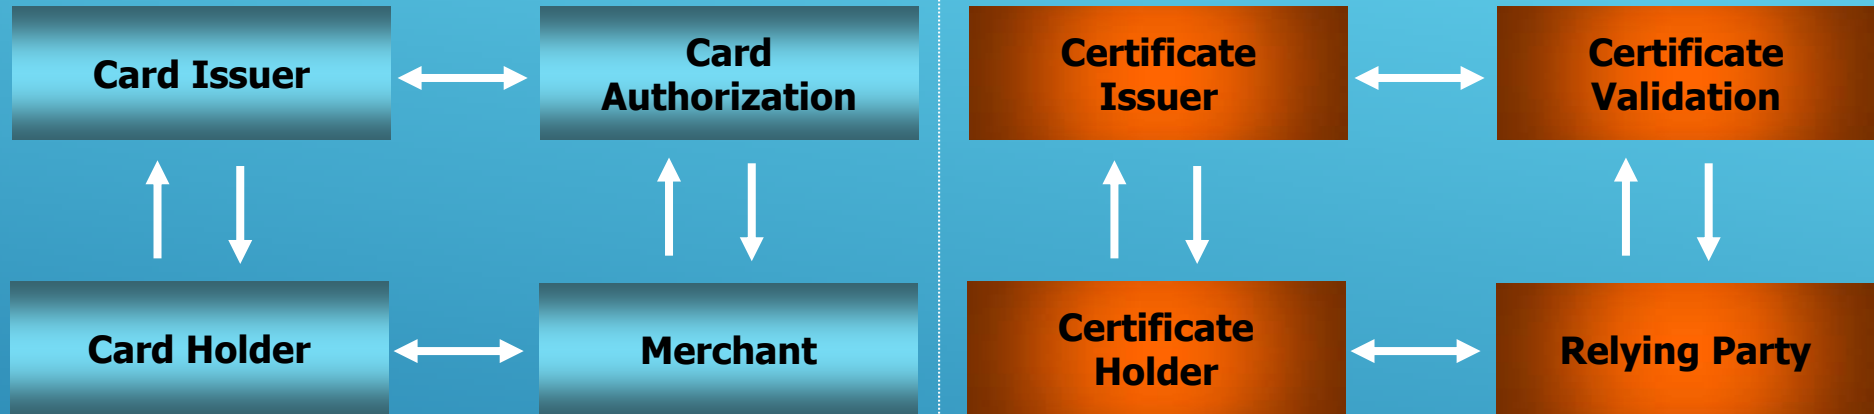 Card Issuer
Card
Authorization
Certificate
Issuer
Certificate
Validation
Card Holder
Merchant
Certificate
Holder
Relying Party